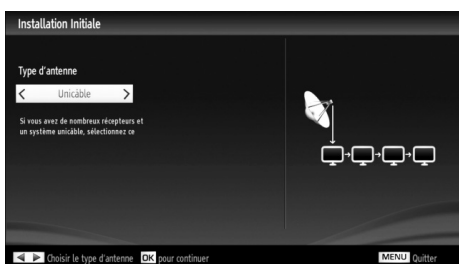 Installation Initiale
Type d'antenne
Unicâble
Si vous avez de nombreux récepteurs et
un système unicâble, sélectionnez ce
Choisir le type d'antenne OK pour continuer MENU Quitter